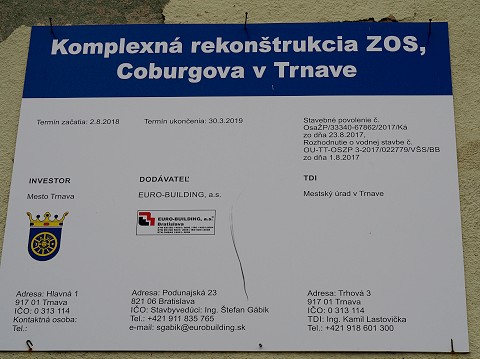 Komplexná rekonštrukcia ZOS,
Coburgova v Trnave
Termín začatia: 2.8.2018
Termín ukončenia: 30.3.2019
Stavebné povolenie č.
OsaŽP/33340-67862/2017/Ka
zo dňa 23.8.2017,
Rozhodnutie o vodnej stavbe č.
OU-TT-OSZP 3-2017/022779/VŠS/BB
zo dňa 1.8.2017
INVESTOR
Mesto Trnava
DODÁVATEĽ
EURO-BUILDING, a.s.
EURO-BUILDING, a.s.
Bratislava
TDI
Mestský úrad v Trnave
Adresa: Hlavná 1
917 01 Trnava
IČO: 0 313 114
Kontaktná osoba:
Tel.:
Adresa: Podunajská 23
821 06 Bratislava
IČO: Stavbyvedúci: Ing. Štefan Gábik
Tel.: +421 911 835 765
e-mail: sgabik@eurobuilding.sk
Adresa: Trhová 3
917 01 Trnava
IČO: 0 313 114
TDI: Ing. Kamil Lastovička
Tel.: +421 918 601 300